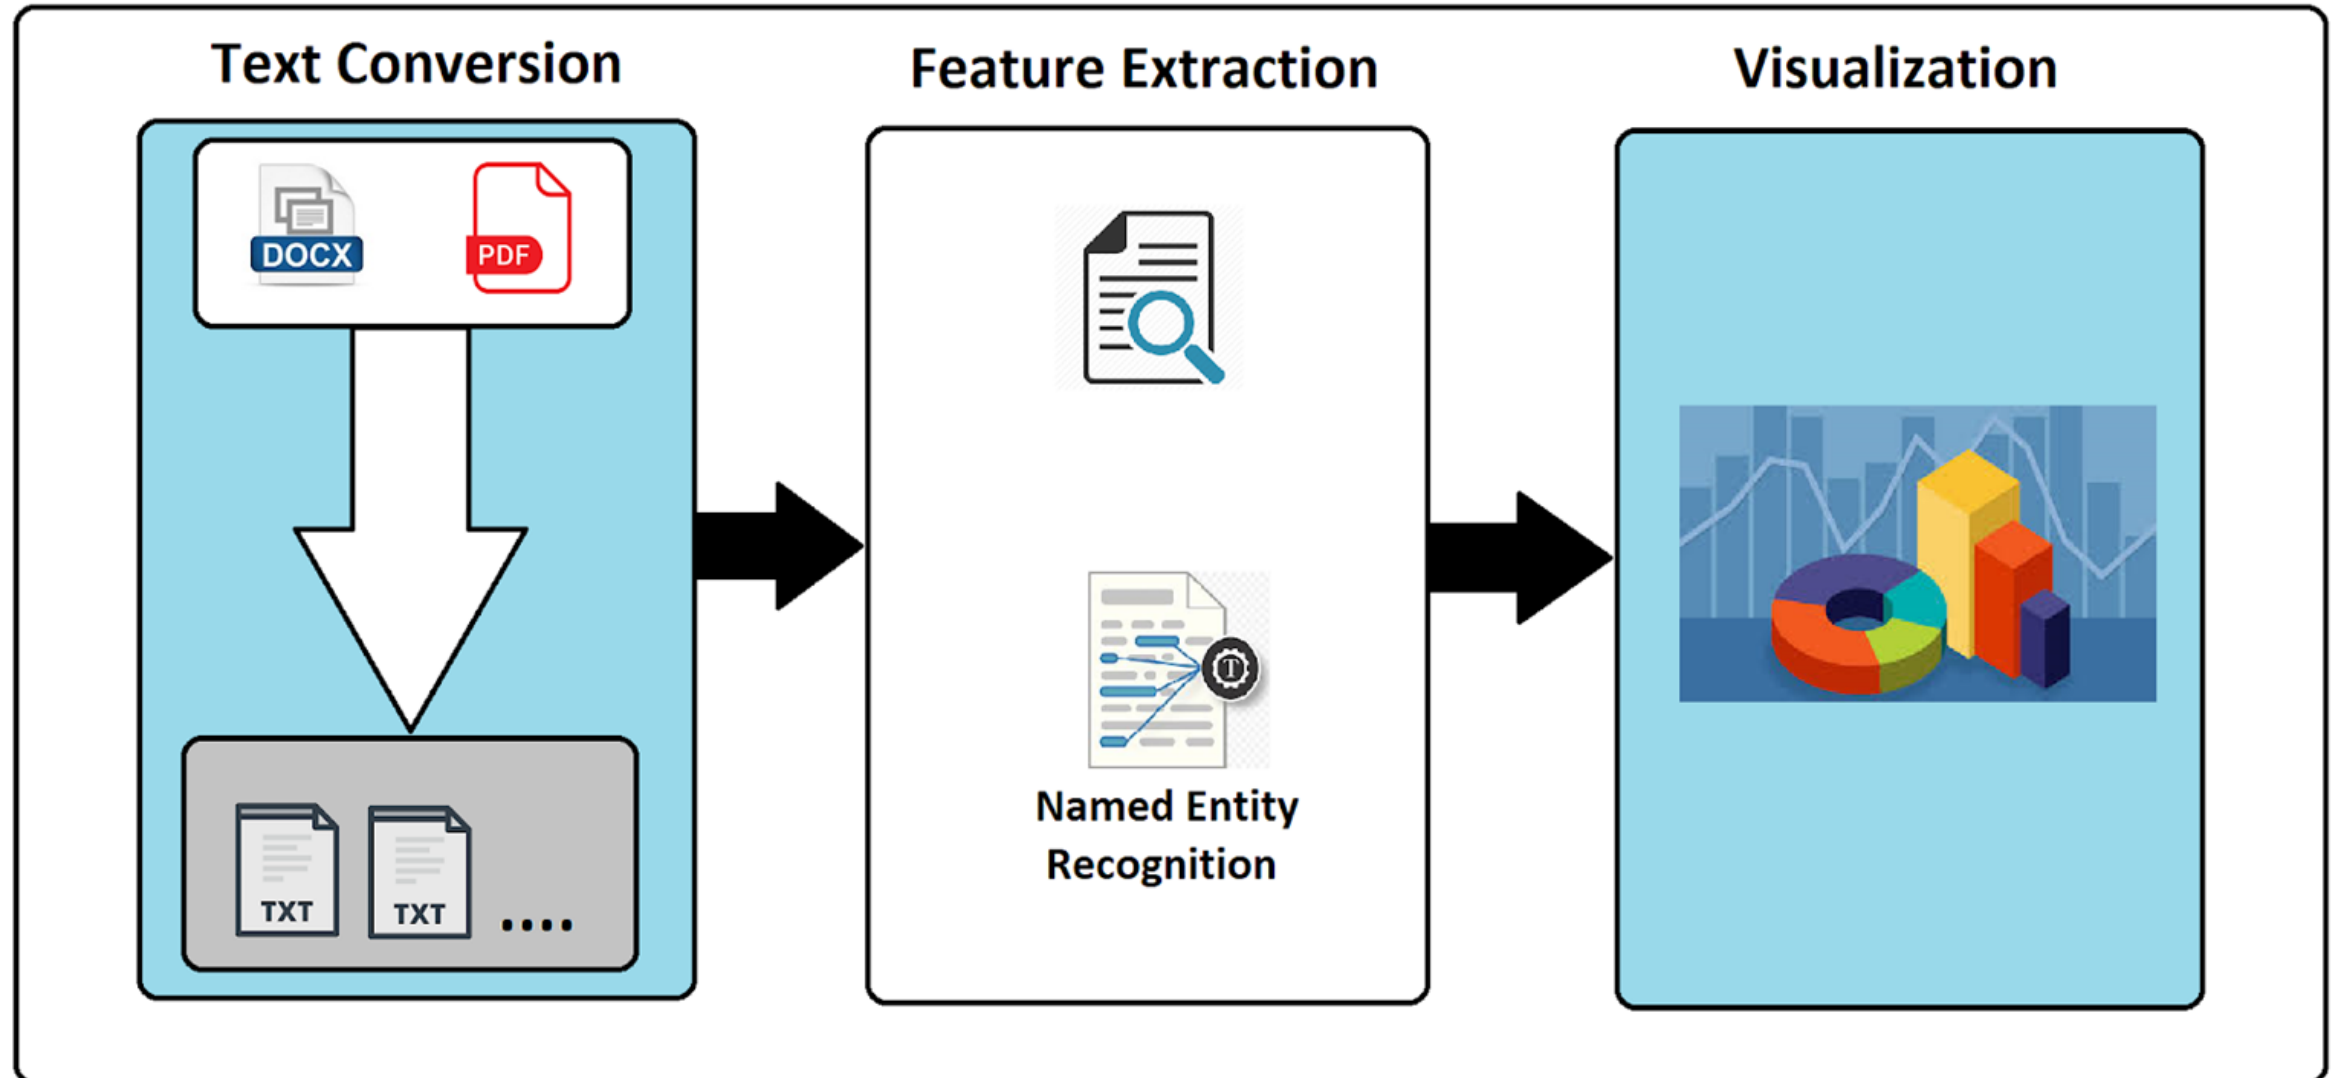 Text Conversion
Feature Extraction
Visualization
DOCX
PDF
TXT
TXT
....
T
Named Entity
Recognition